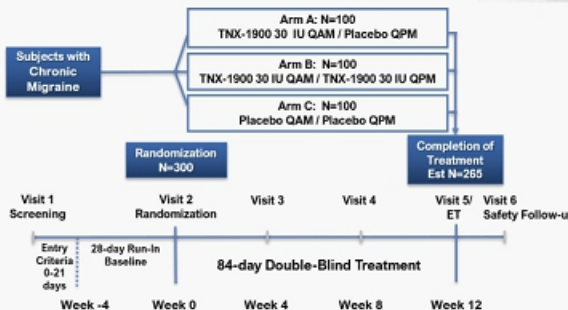 Arm A: N=100
TNX-1900 30 IU QAM / Placebo QPM
Subjects with
Chronic
Migraine
Arm B: N=100
TNX-1900 30 IU QAM / TNX-1900 30 IU QPM
Arm C: N=100
Placebo QAM / Placebo QPM
Randomization
N=300
Completion of
Treatment
Est N=265
Visit 1
Screening
Visit 2
Randomization
Visit 3
Visit 4
Visit 5/
ET
Visit 6
Safety Follow-u
Entry
Criteria
0-21
days
28-day Run-In
Baseline
84-day Double-Blind Treatment
Week -4
Week 0
Week 4
Week 8
Week 12